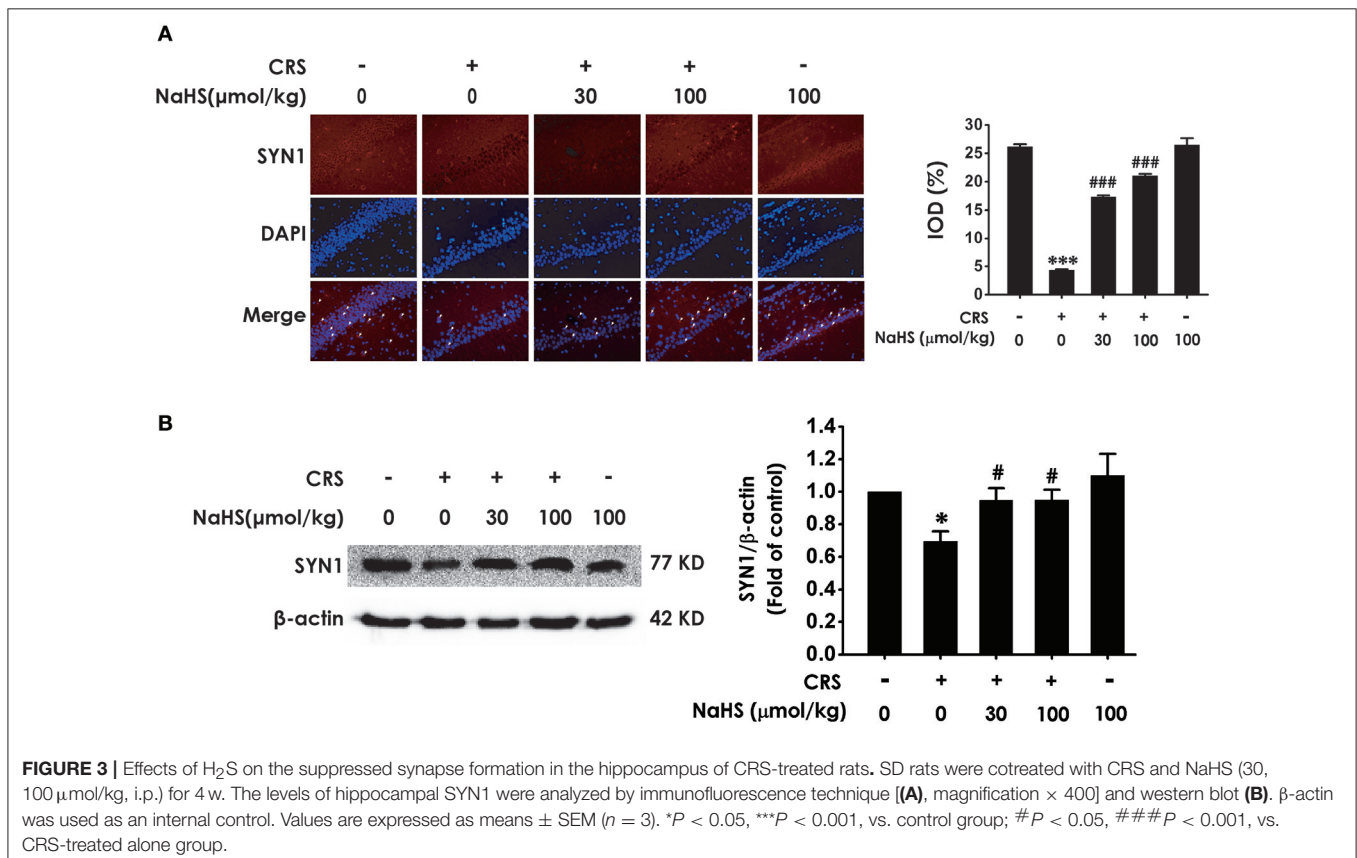 A
CRS - + + + -
NaHS(μmol/kg) 0 0 30 100 100
SYN1
DAPI
Merge
IOD (%)
30
25
20
15
10
5
0
***
###
###
CRS - + + + -
NaHS (μmol/kg) 0 0 30 100 100
B
CRS - + + + -
NaHS(μmol/kg) 0 0 30 100 100
SYN1 77 KD
β-actin 42 KD
SYN1/β-actin
(Fold of control)
1.4
1.2
1.0
0.8
0.6
0.4
0.2
0.0
*
#
#
CRS - + + + -
NaHS (μmol/kg) 0 0 30 100 100
FIGURE 3 | Effects of H₂S on the suppressed synapse formation in the hippocampus of CRS-treated rats. SD rats were cotreated with CRS and NaHS (30,
100 μmol/kg, i.p.) for 4 w. The levels of hippocampal SYN1 were analyzed by immunofluorescence technique [(A), magnification × 400] and western blot (B). β-actin
was used as an internal control. Values are expressed as means ± SEM (n = 3). *P < 0.05, ***P < 0.001, vs. control group; #P < 0.05, ###P < 0.001, vs.
CRS-treated alone group.